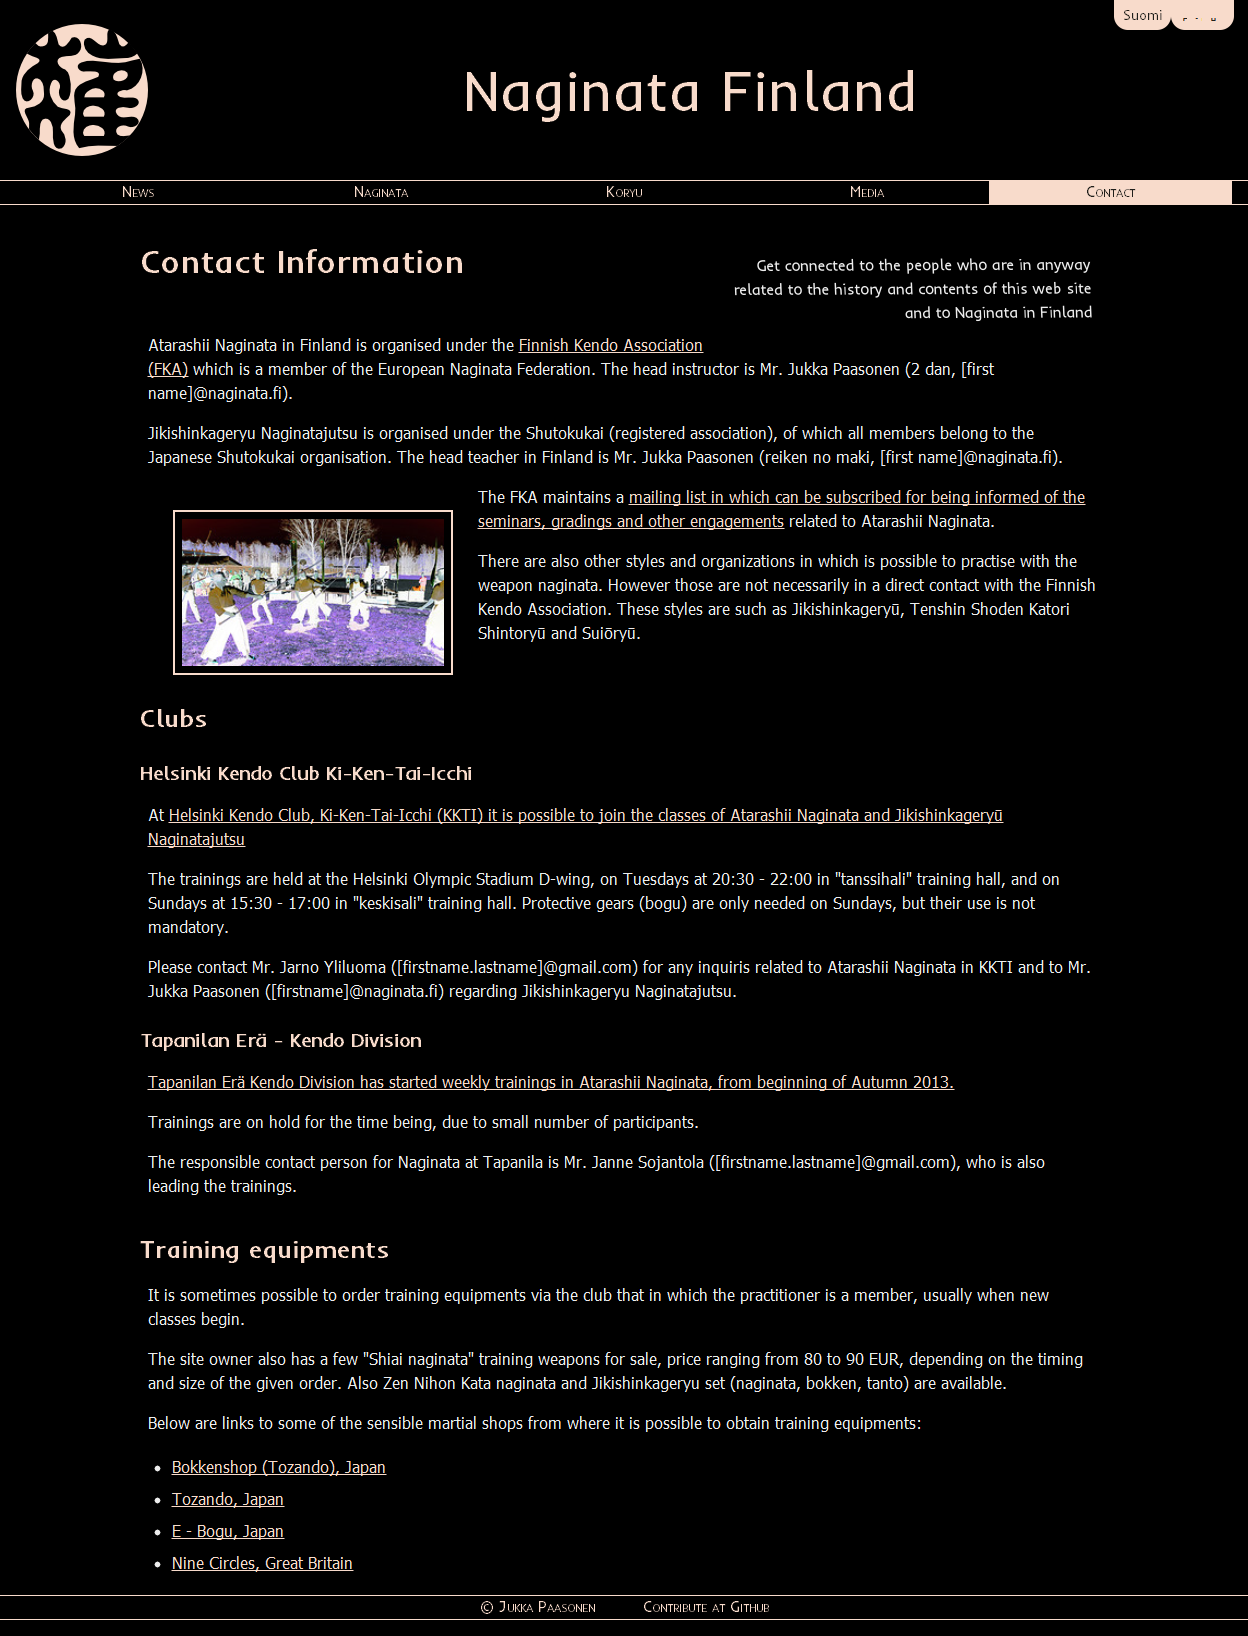 Suomi
Naginata Finland
News
Naginata
Koryu
Media
Contact
Contact Information
Get connected to the people who are in anyway
related to the history and contents of this web site
and to Naginata in Finland
Atarashii Naginata in Finland is organised under the Finnish Kendo Association
(FKA) which is a member of the European Naginata Federation. The head instructor is Mr. Jukka Paasonen (2 dan, [first
name]@naginata.fi).
Jikishinkageryu Naginatajutsu is organised under the Shutokukai (registered association), of which all members belong to the
Japanese Shutokukai organisation. The head teacher in Finland is Mr. Jukka Paasonen (reiken no maki, [first name]@naginata.fi).
The FKA maintains a mailing list in which can be subscribed for being informed of the
seminars, gradings and other engagements related to Atarashii Naginata.
There are also other styles and organizations in which is possible to practise with the
weapon naginata. However those are not necessarily in a direct contact with the Finnish
Kendo Association. These styles are such as Jikishinkageryū, Tenshin Shoden Katori
Shintoryū and Suiōryū.
Clubs
Helsinki Kendo Club Ki-Ken-Tai-Icchi
At Helsinki Kendo Club, Ki-Ken-Tai-Icchi (KKTI) it is possible to join the classes of Atarashii Naginata and Jikishinkageryū
Naginatajutsu
The trainings are held at the Helsinki Olympic Stadium D-wing, on Tuesdays at 20:30 - 22:00 in "tanssihali" training hall, and on
Sundays at 15:30 - 17:00 in "keskisali" training hall. Protective gears (bogu) are only needed on Sundays, but their use is not
mandatory.
Please contact Mr. Jarno Yliluoma ([firstname.lastname]@gmail.com) for any inquiris related to Atarashii Naginata in KKTI and to Mr.
Jukka Paasonen ([firstname]@naginata.fi) regarding Jikishinkageryu Naginatajutsu.
Tapanilan Erä - Kendo Division
Tapanilan Erä Kendo Division has started weekly trainings in Atarashii Naginata, from beginning of Autumn 2013.
Trainings are on hold for the time being, due to small number of participants.
The responsible contact person for Naginata at Tapanila is Mr. Janne Sojantola ([firstname.lastname]@gmail.com), who is also
leading the trainings.
Training equipments
It is sometimes possible to order training equipments via the club that in which the practitioner is a member, usually when new
classes begin.
The site owner also has a few "Shiai naginata" training weapons for sale, price ranging from 80 to 90 EUR, depending on the timing
and size of the given order. Also Zen Nihon Kata naginata and Jikishinkageryu set (naginata, bokken, tanto) are available.
Below are links to some of the sensible martial shops from where it is possible to obtain training equipments:
• Bokkenshop (Tozando), Japan
• Tozando, Japan
• E - Bogu, Japan
• Nine Circles, Great Britain
© Jukka Paasonen
Contribute at Github